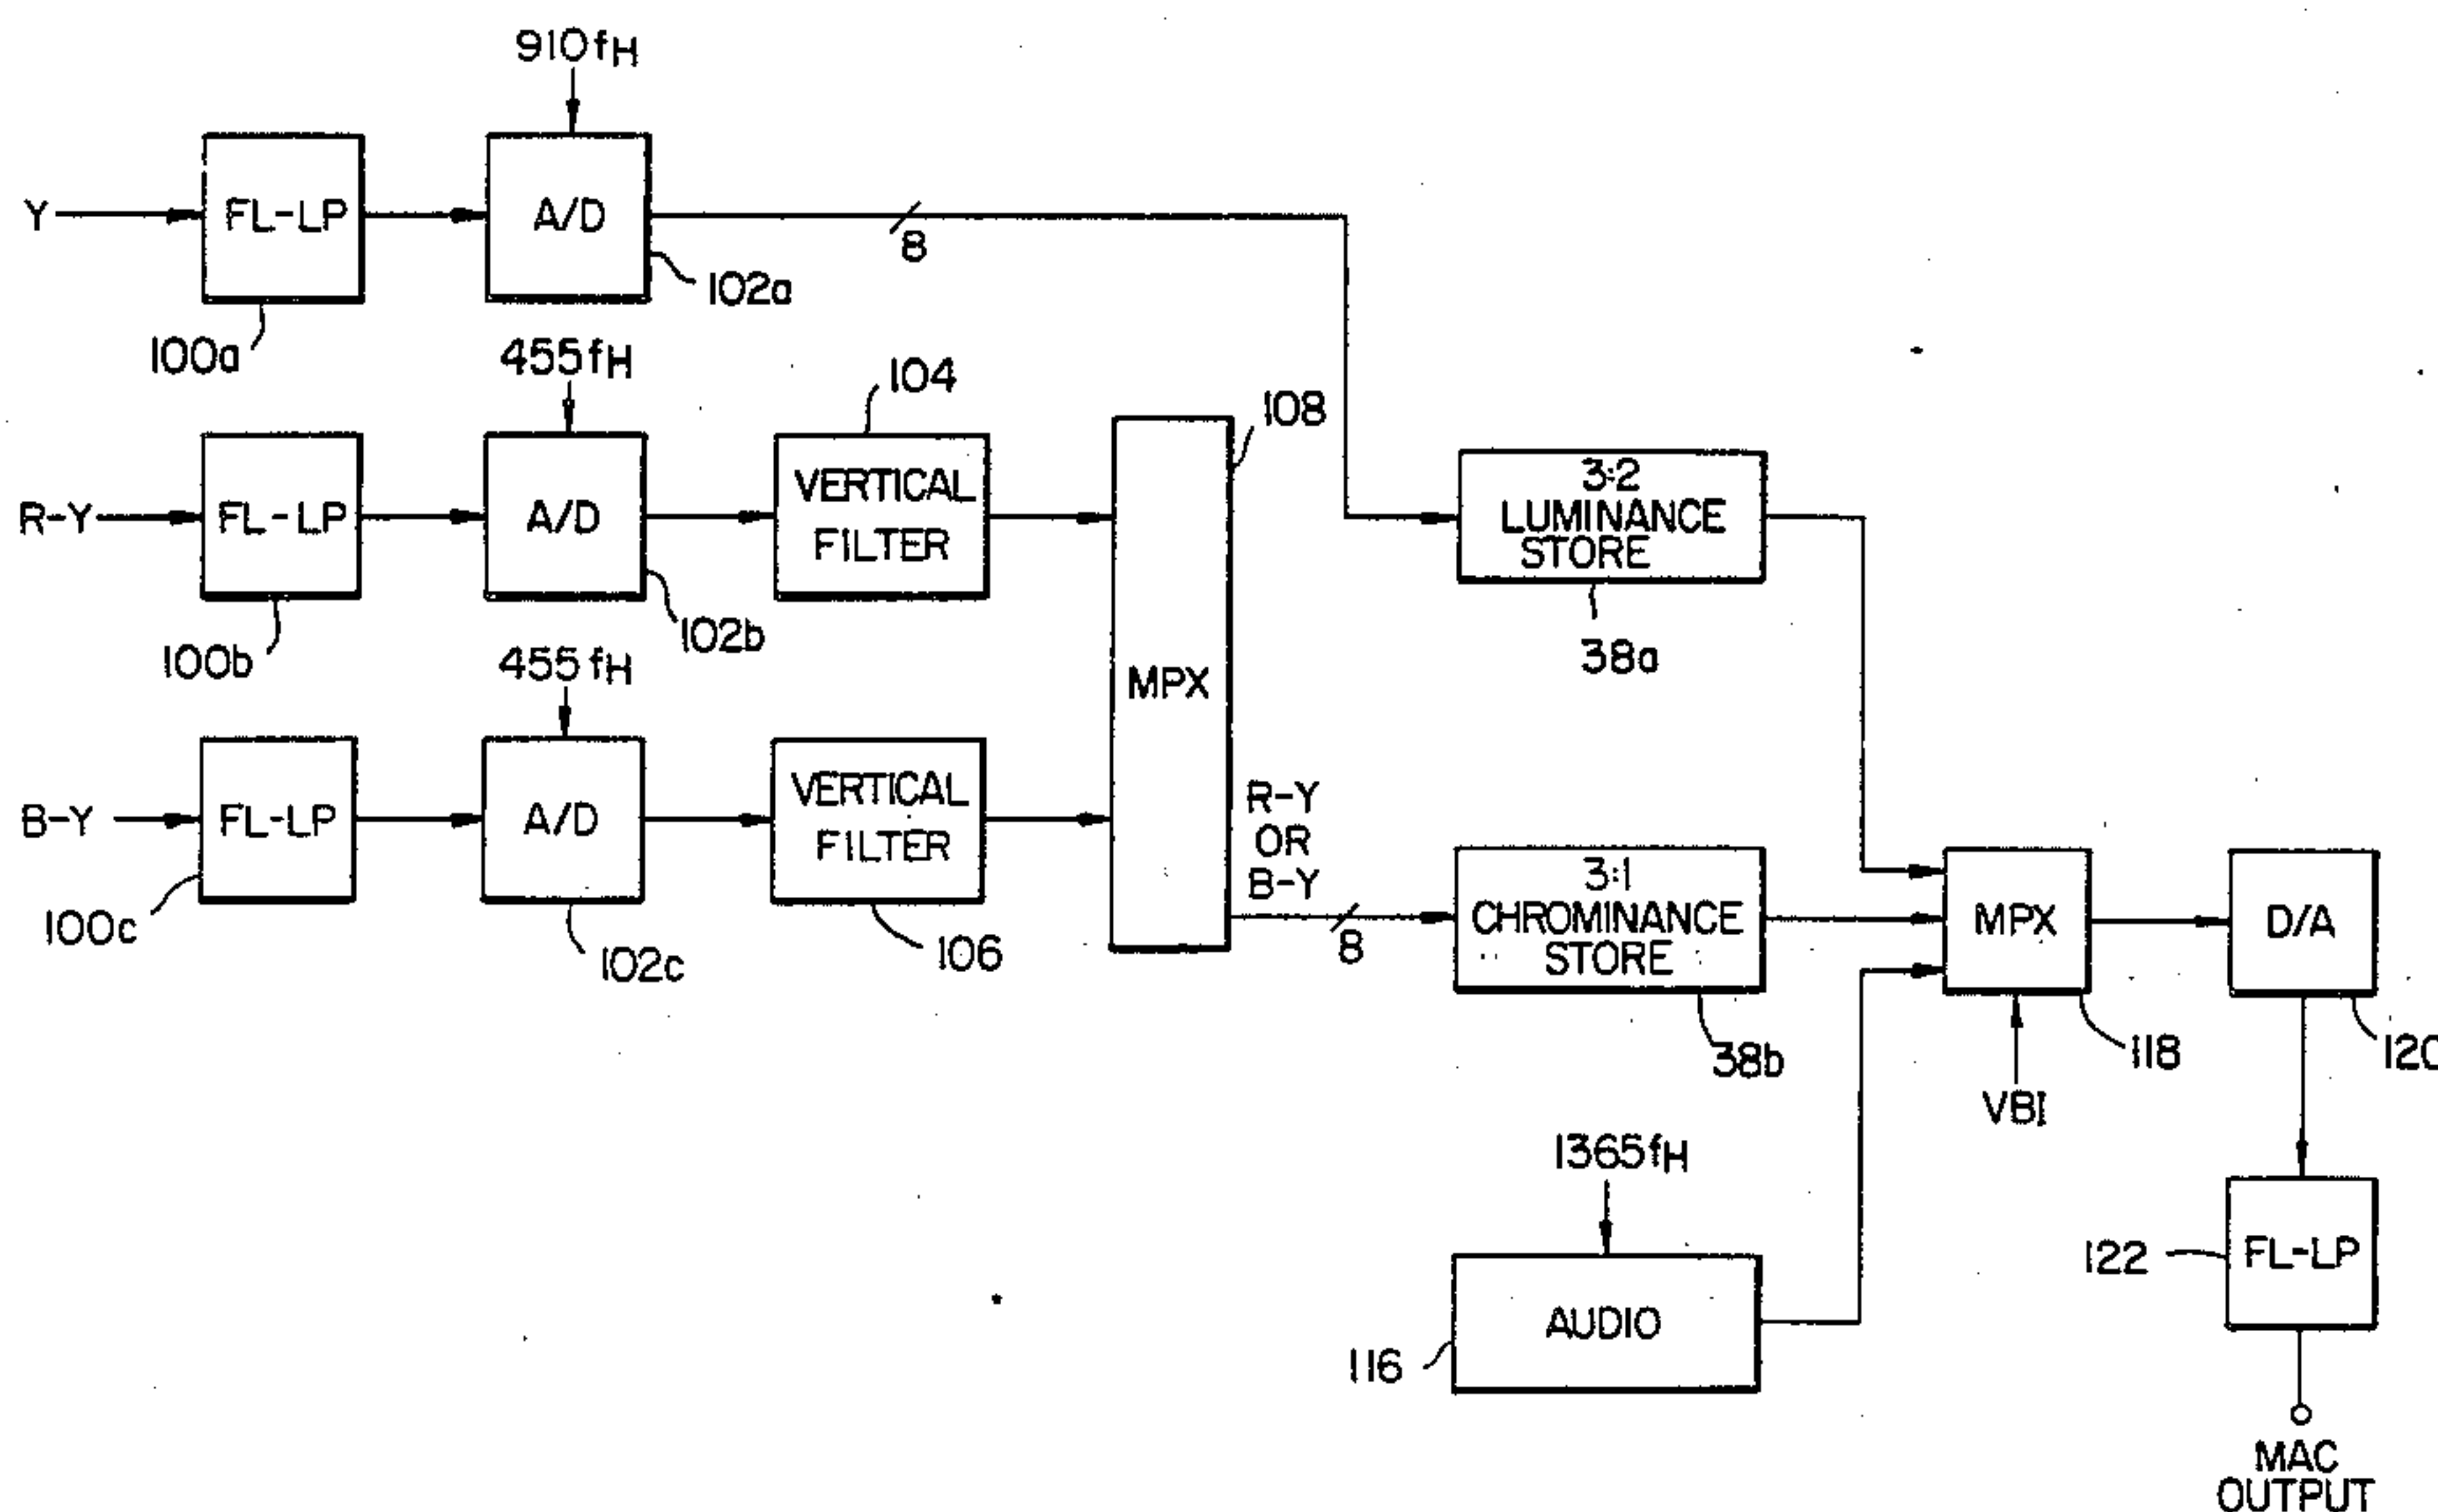 910fH
Y
FL-LP
A/D
8
102a
100a
455fH
104
108
R-Y
FL-LP
A/D
VERTICAL
FILTER
3:2
LUMINANCE
STORE
102b
100b
38a
455fH
MPX
B-Y
FL-LP
A/D
VERTICAL
FILTER
R-Y
OR
B-Y
8
3:1
CHROMINANCE
STORE
MPX
D/A
100c
102c
106
38b
118
120
VBI
1365fH
AUDIO
116
122
FL-LP
MAC
OUTPUT